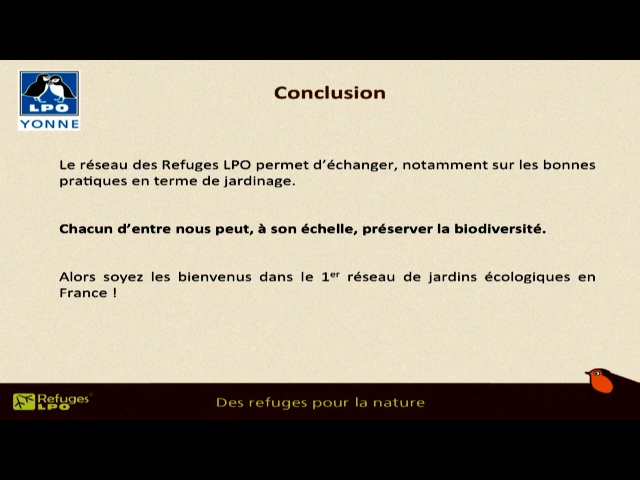 LPO
YONNE
Conclusion
Le réseau des Refuges LPO permet d’échanger, notamment sur les bonnes
pratiques en terme de jardinage.
Chacun d’entre nous peut, à son échelle, préserver la biodiversité.
Alors soyez les bienvenus dans le 1er réseau de jardins écologiques en
France !
Refuges
LPO
Des refuges pour la nature